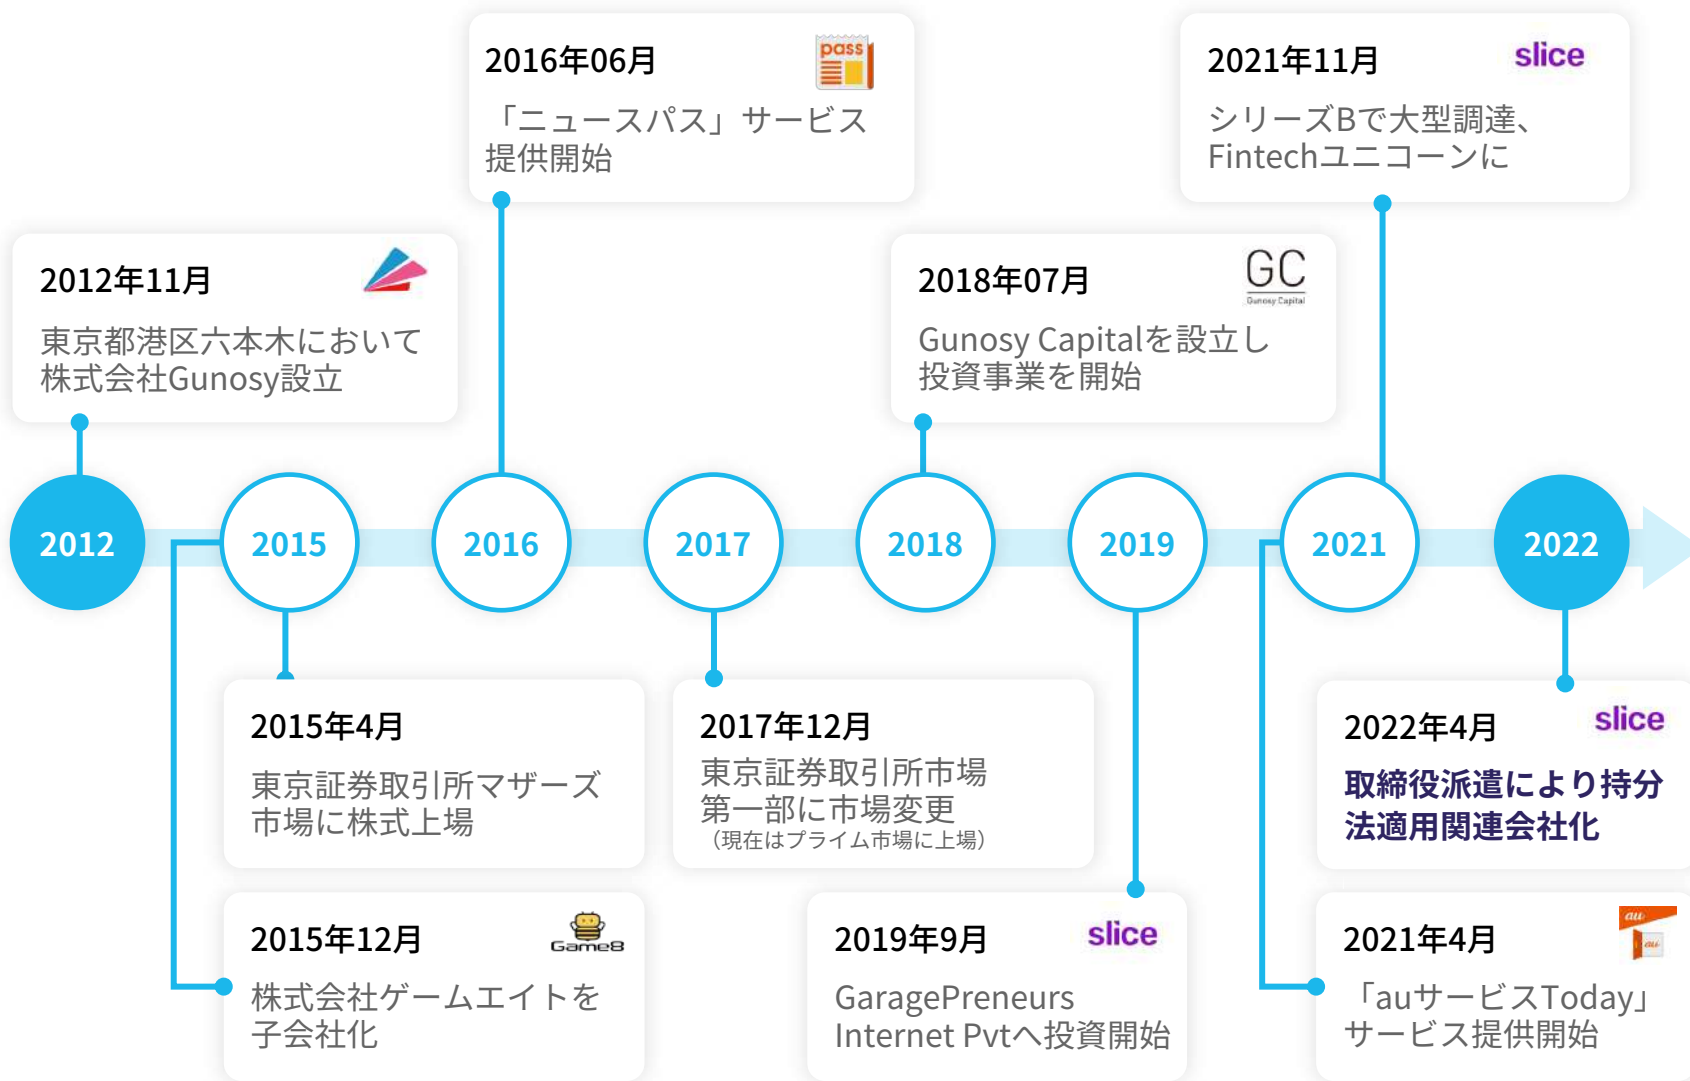 2016年06月
pass
「ニュースパス」サービス
提供開始
2021年11月
slice
シリーズBで大型調達、
Fintechユニコーンに
2012年11月
東京都港区六本木において
株式会社Gunosy設立
2018年07月
GC
Gunosy Capital
Gunosy Capitalを設立し
投資事業を開始
2012
2015
2016
2017
2018
2019
2021
2022
2015年4月
東京証券取引所マザーズ
市場に株式上場
2017年12月
東京証券取引所市場
第一部に市場変更
（現在はプライム市場に上場）
2022年4月
slice
取締役派遣により持分
法適用関連会社化
2015年12月
Game8
株式会社ゲームエイトを
子会社化
2019年9月
slice
GaragePreneurs
Internet Pvtへ投資開始
2021年4月
au
au
「auサービスToday」
サービス提供開始